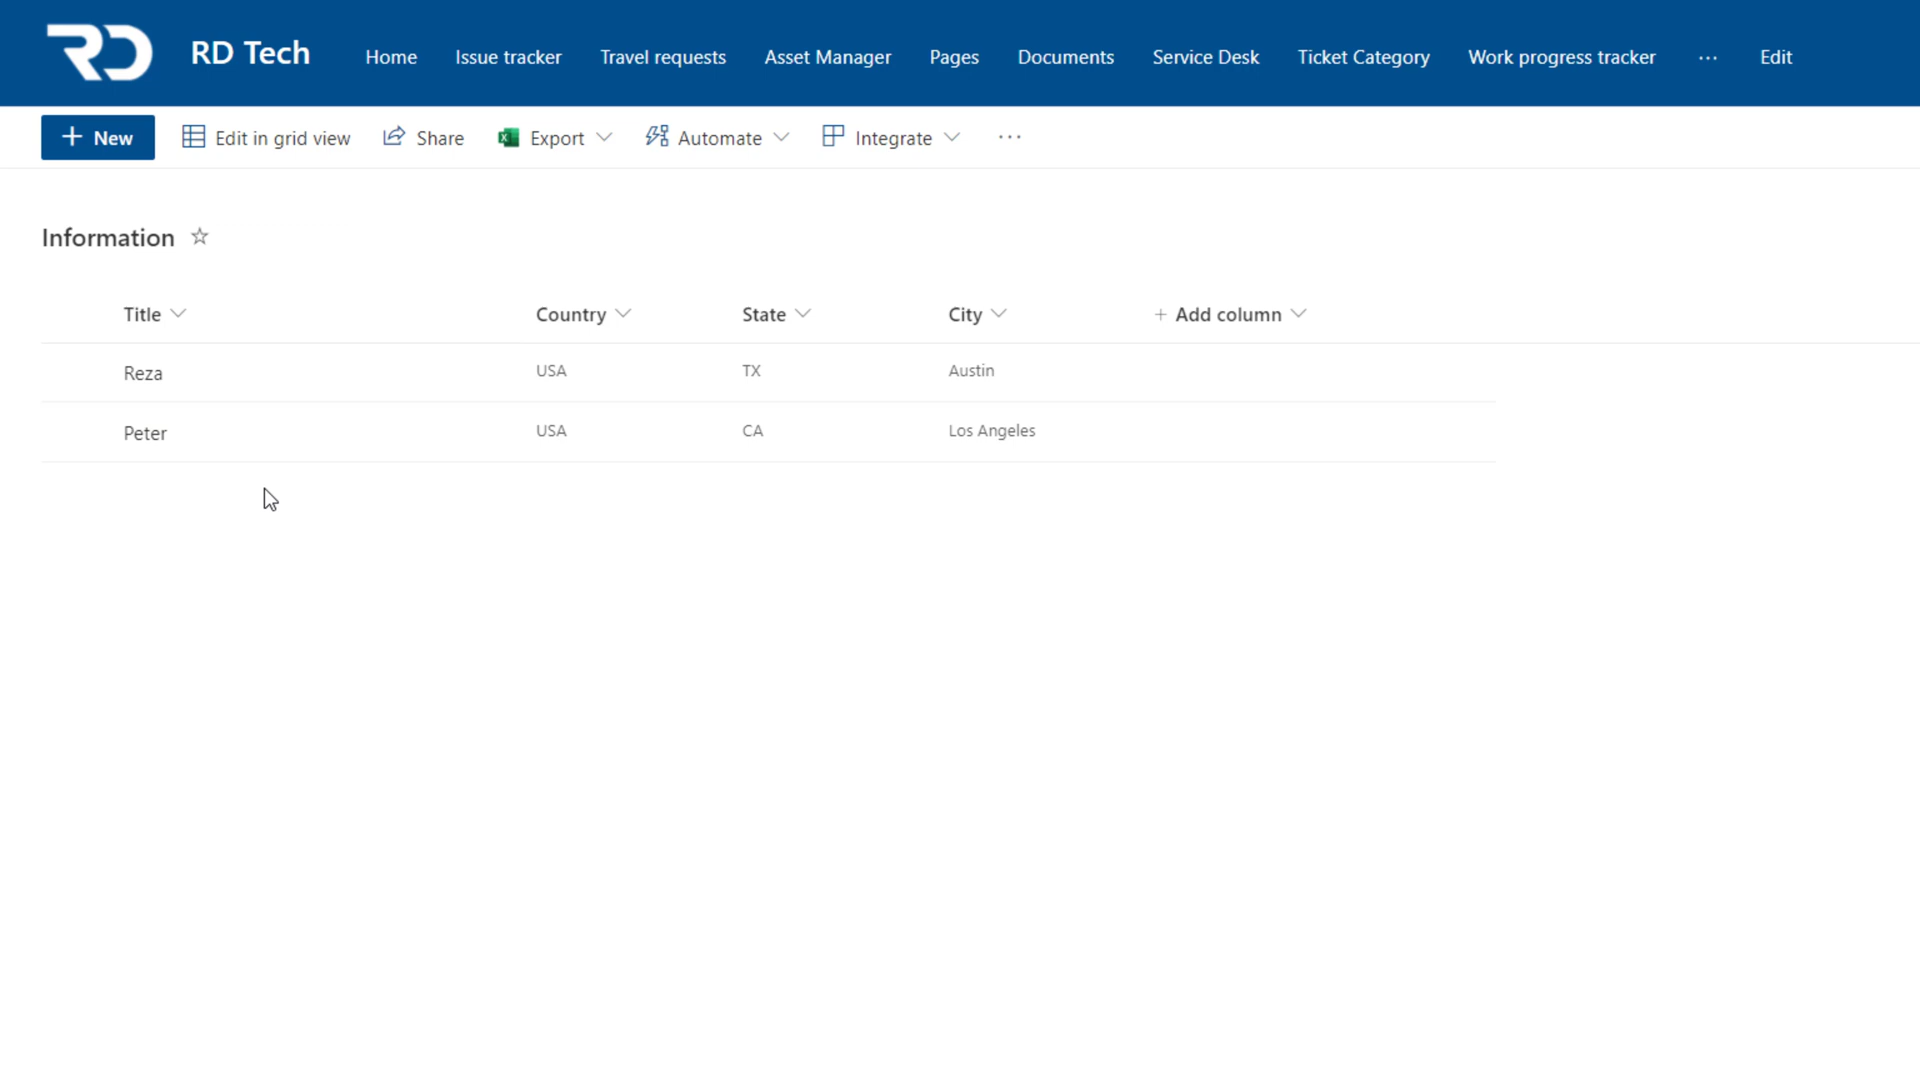 RD RD Tech Home Issue tracker Travel requests Asset Manager Pages Documents Service Desk Ticket Category Work progress tracker ... Edit
+ New Edit in grid view Share Export Automate Integrate ...
Information
Title Country State City + Add column
Reza USA TX Austin
Peter USA CA Los Angeles